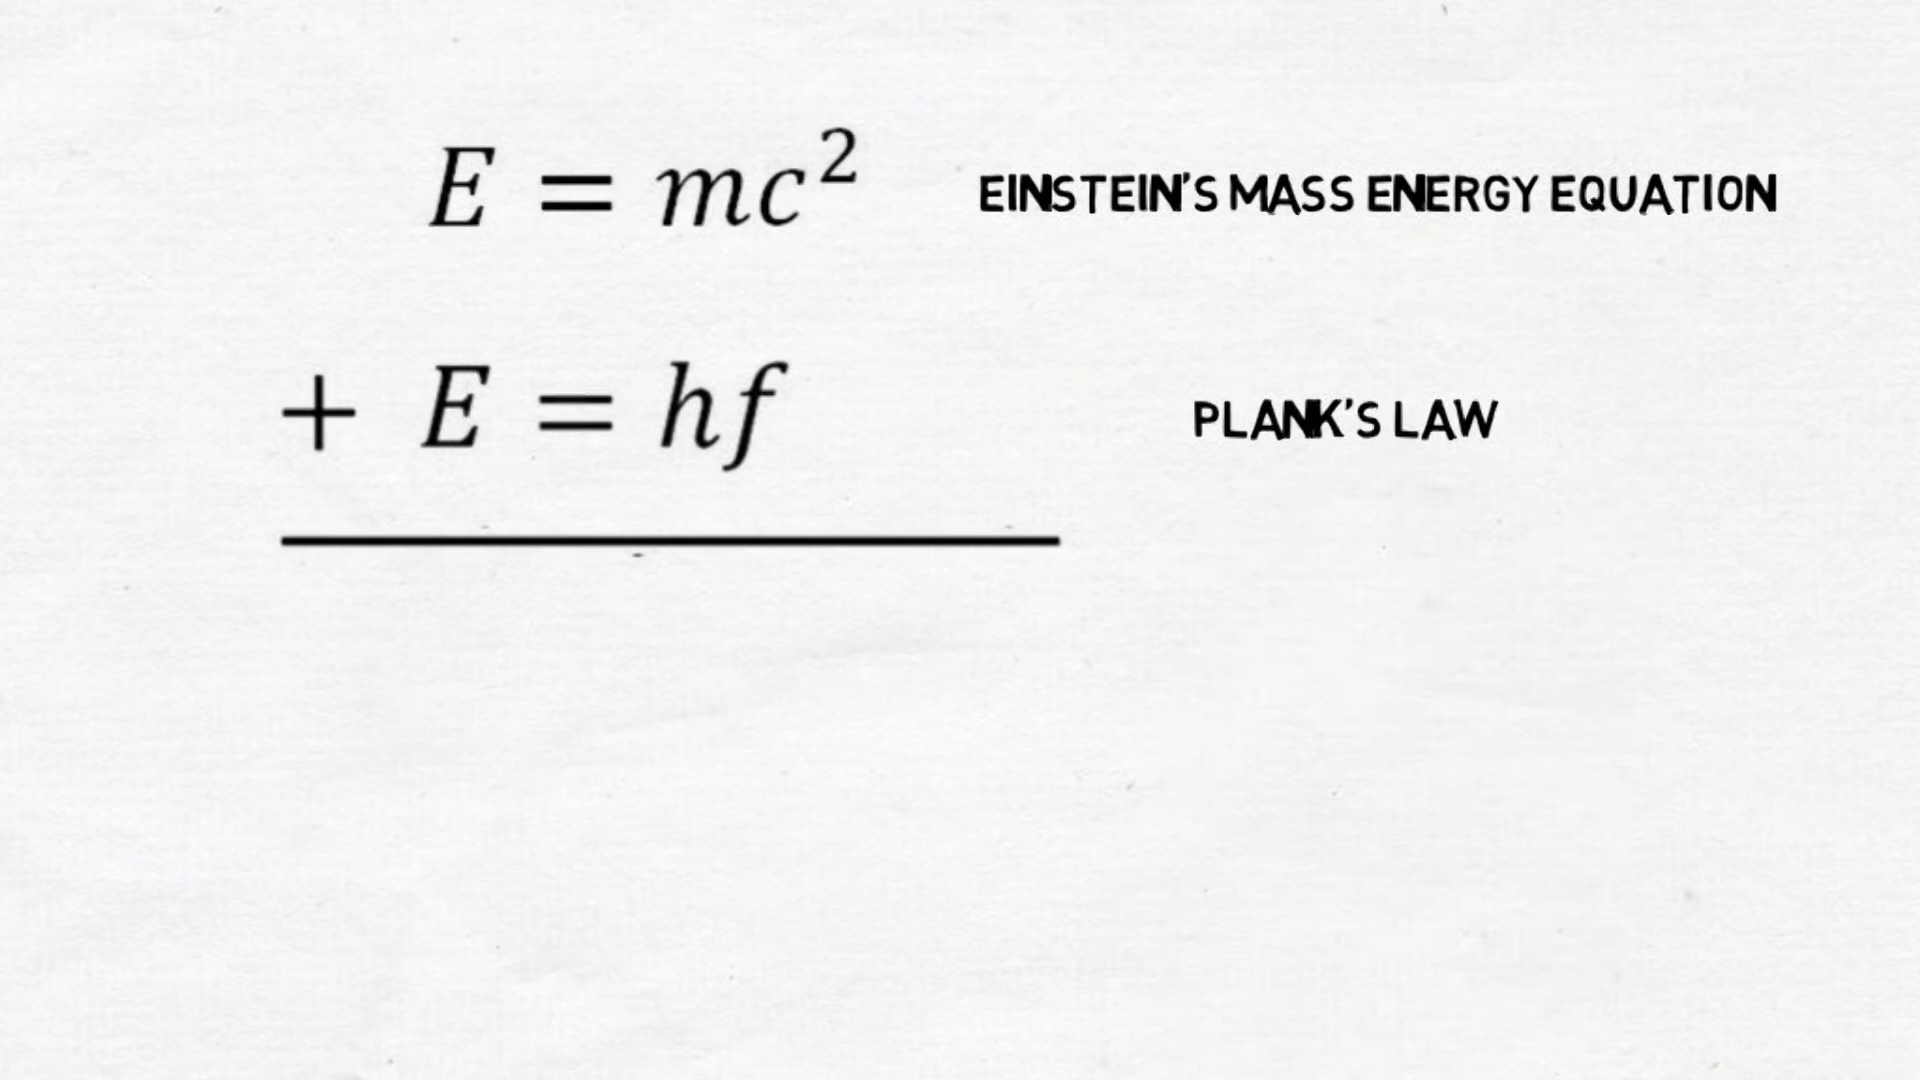 E = mc² EINSTEIN'S MASS ENERGY EQUATION
+ E = hf PLANK'S LAW